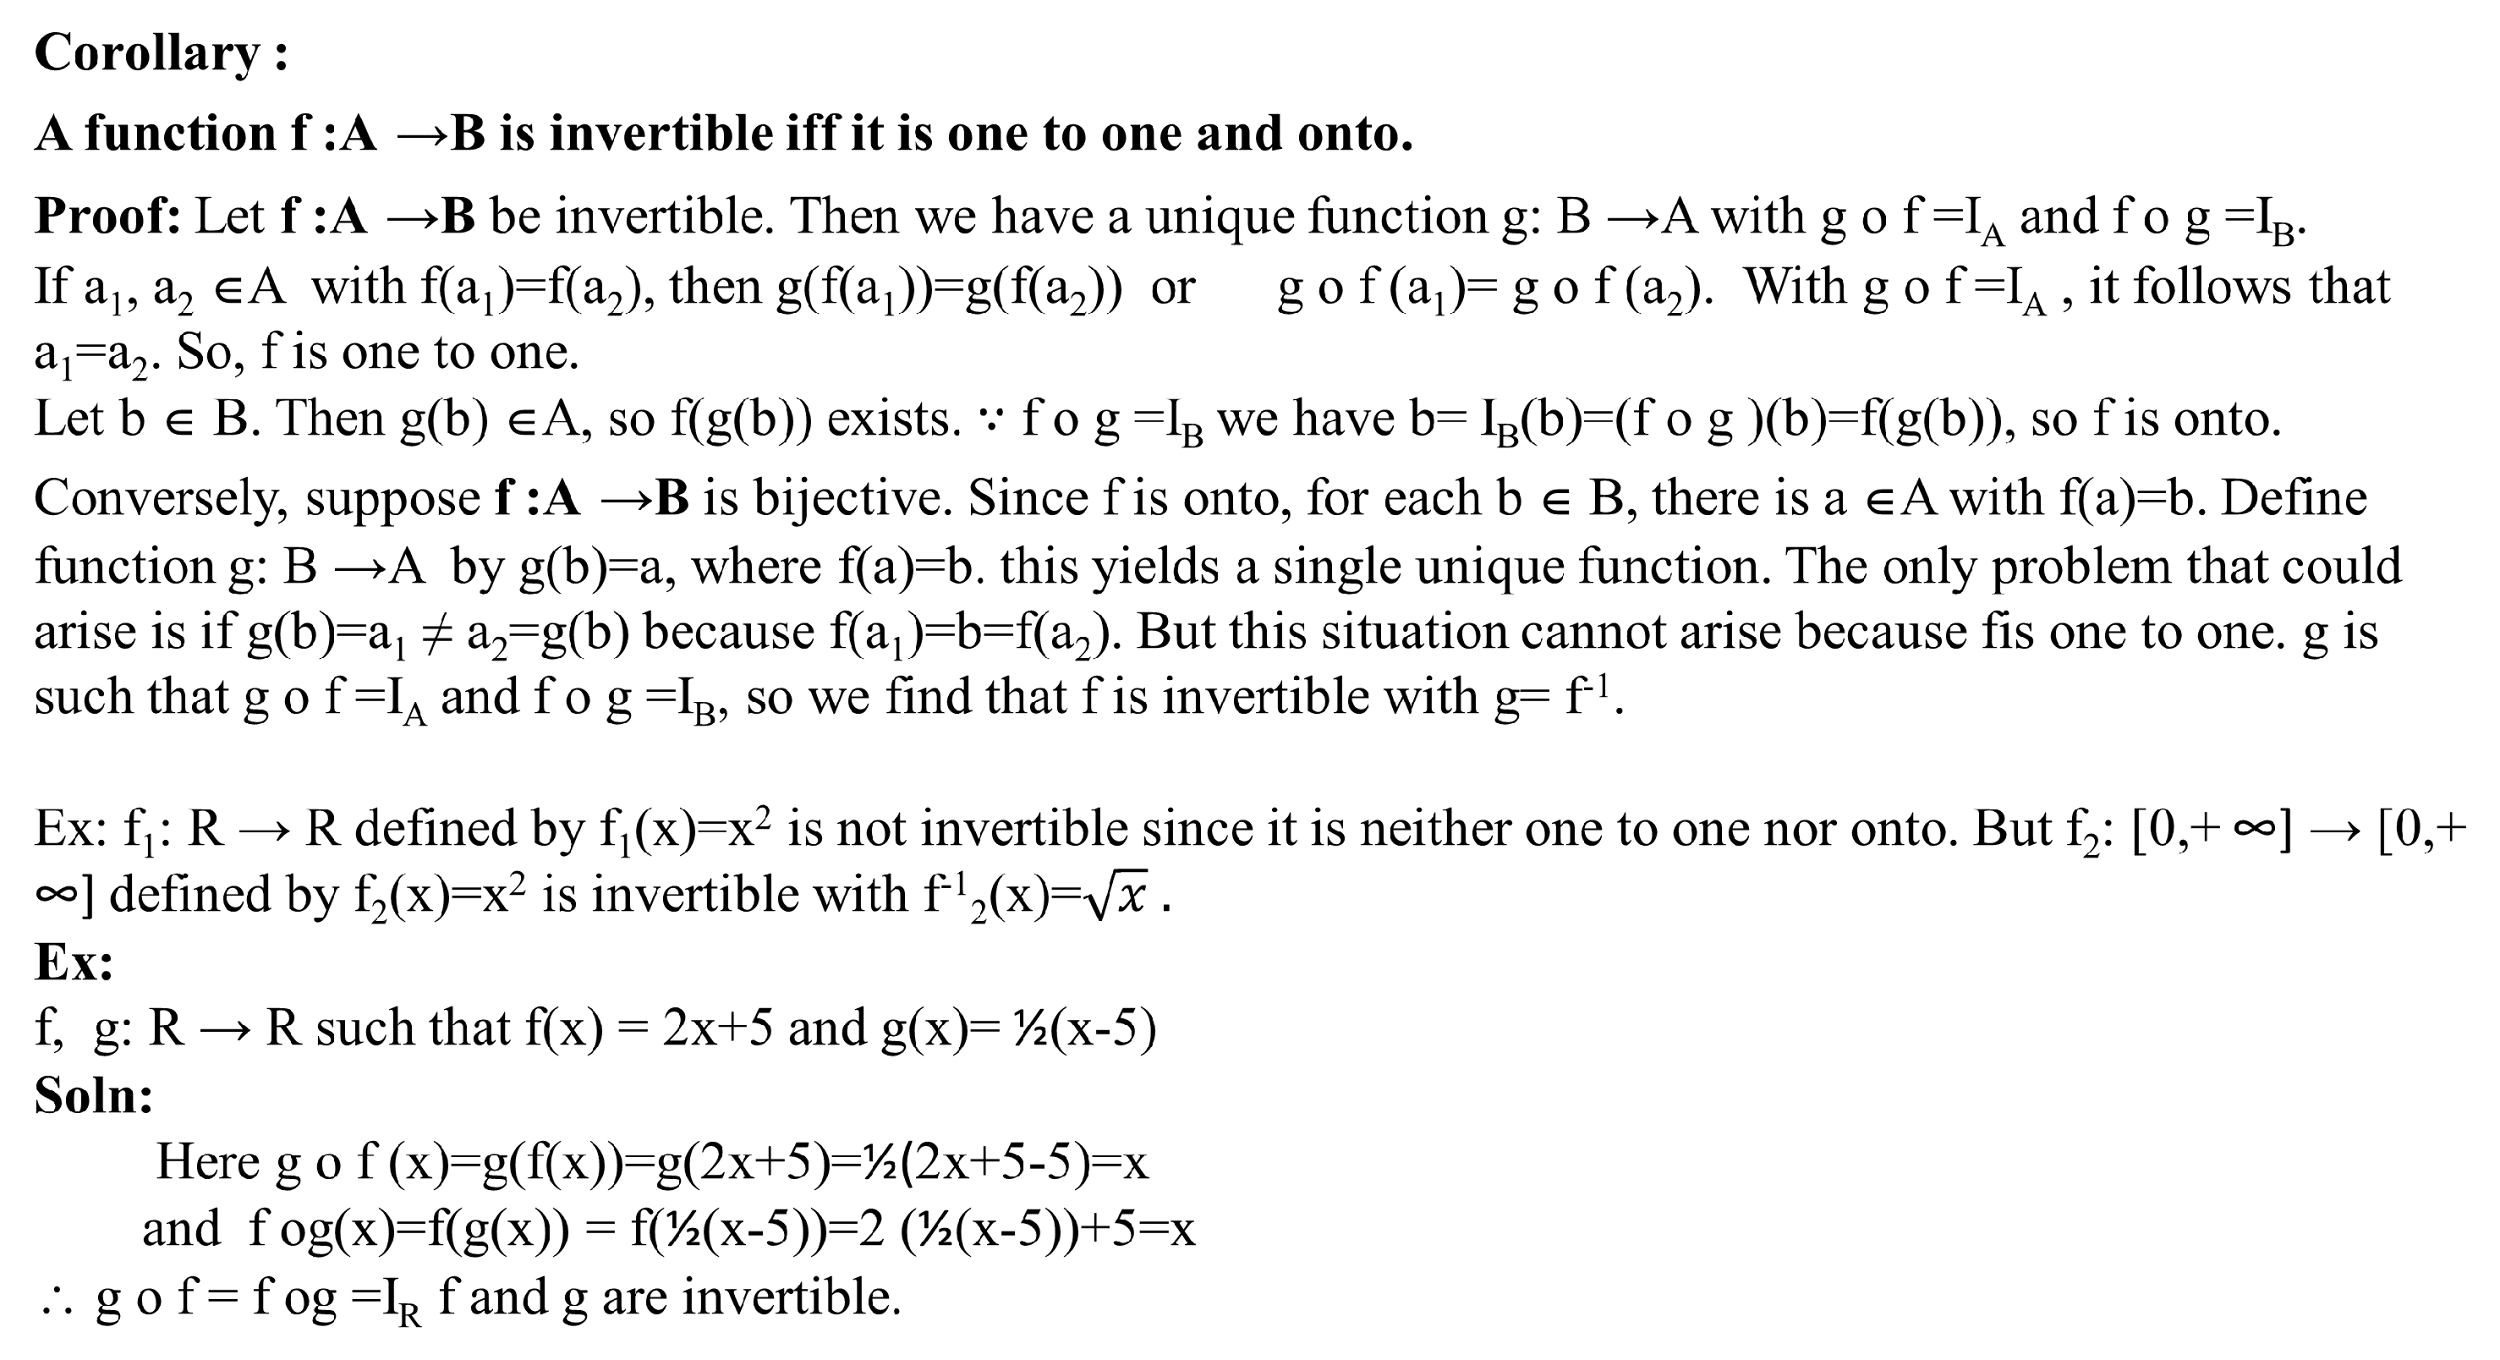 Corollary :
A function f :A →B is invertible iff it is one to one and onto.
Proof: Let f :A →B be invertible. Then we have a unique function g: B →A with g o f =I_A and f o g =I_B.
If a₁, a₂ ∈A with f(a₁)=f(a₂), then g(f(a₁))=g(f(a₂)) or g o f (a₁)= g o f (a₂). With g o f =I_A , it follows that
a₁=a₂. So, f is one to one.
Let b ∈ B. Then g(b) ∈A, so f(g(b)) exists. ∵ f o g =I_B we have b= I_B(b)=(f o g )(b)=f(g(b)), so f is onto.
Conversely, suppose f :A →B is bijective. Since f is onto, for each b ∈ B, there is a ∈A with f(a)=b. Define
function g: B →A by g(b)=a, where f(a)=b. this yields a single unique function. The only problem that could
arise is if g(b)=a₁ ≠ a₂=g(b) because f(a₁)=b=f(a₂). But this situation cannot arise because fis one to one. g is
such that g o f =I_A and f o g =I_B, so we find that f is invertible with g= f⁻¹.
Ex: f₁: R → R defined by f₁(x)=x² is not invertible since it is neither one to one nor onto. But f₂: [0,+ ∞] → [0,+
∞] defined by f₂(x)=x² is invertible with f⁻¹₂(x)=√x .
Ex:
f, g: R → R such that f(x) = 2x+5 and g(x)= ½(x-5)
Soln:
Here g o f (x)=g(f(x))=g(2x+5)=½(2x+5-5)=x
and f og(x)=f(g(x)) = f(½(x-5))=2 (½(x-5))+5=x
∴ g o f = f og =I_R f and g are invertible.